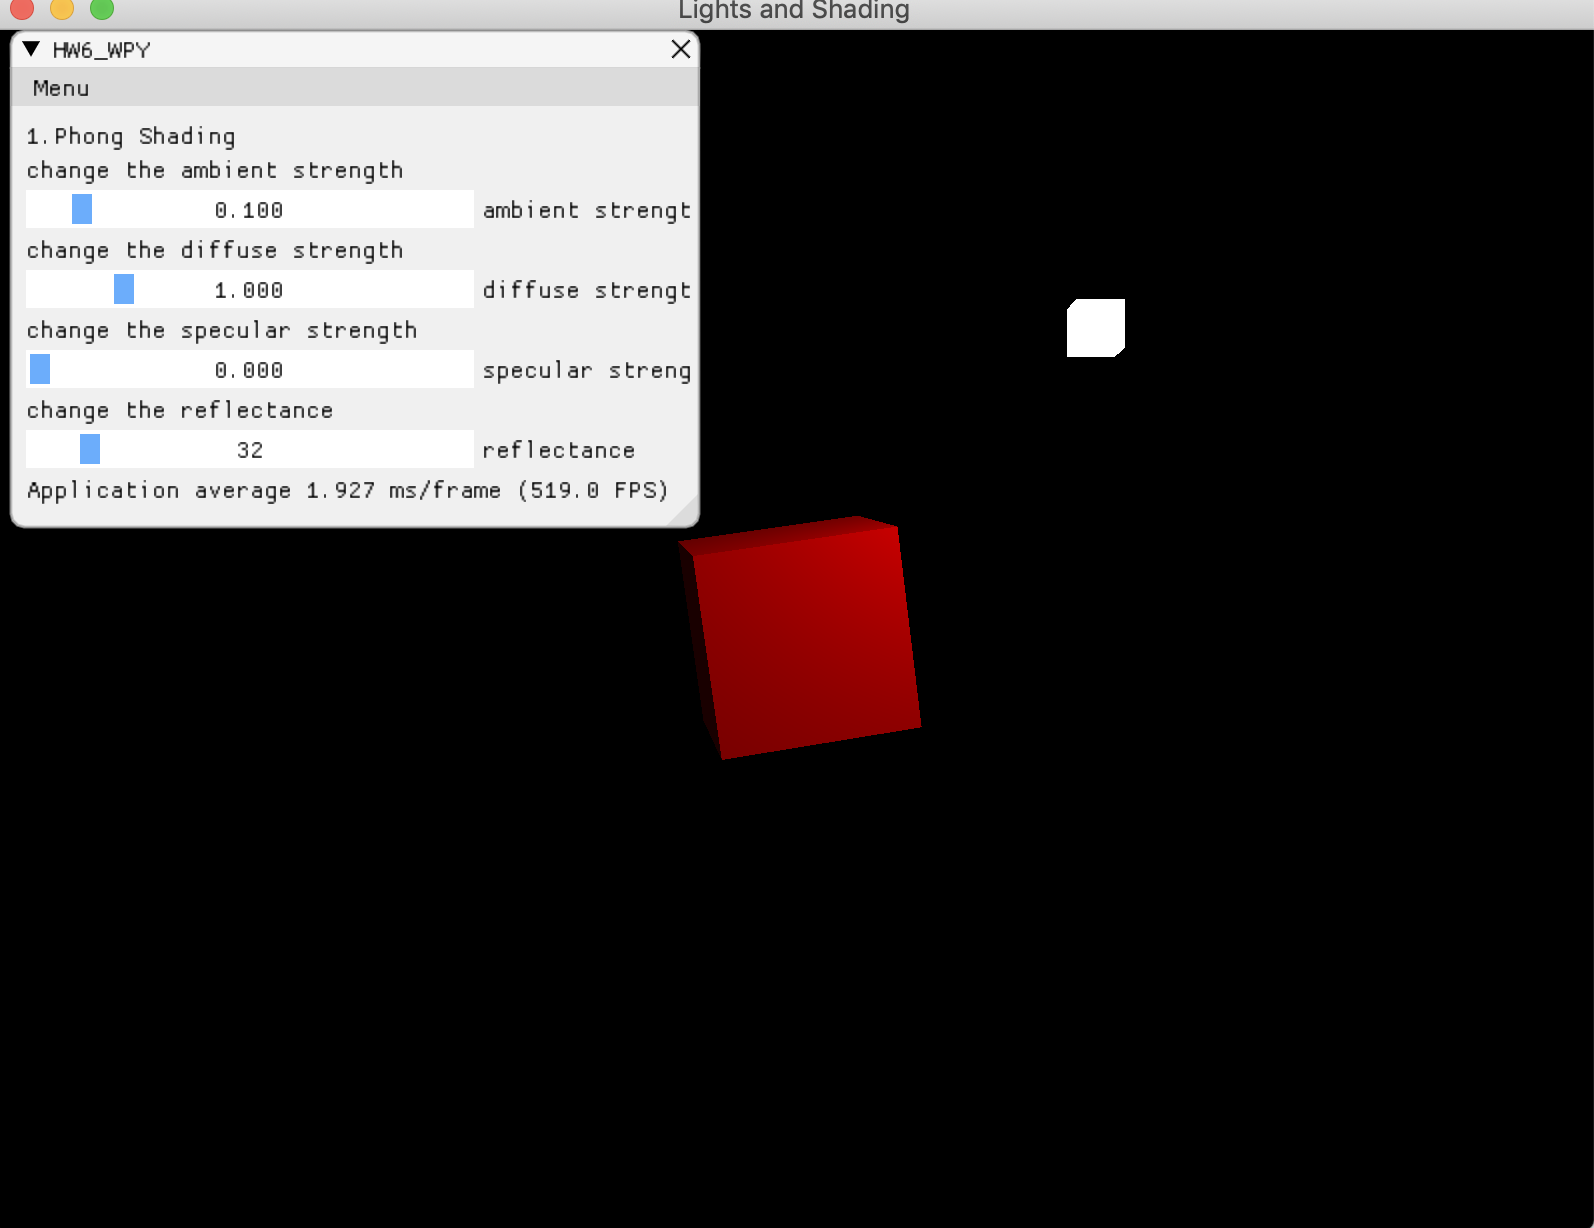 Lights and Shading
HW6_WPY
Menu
1.Phong Shading
change the ambient strength
0.100 ambient strengt
change the diffuse strength
1.000 diffuse strengt
change the specular strength
0.000 specular streng
change the reflectance
32 reflectance
Application average 1.927 ms/frame (519.0 FPS)